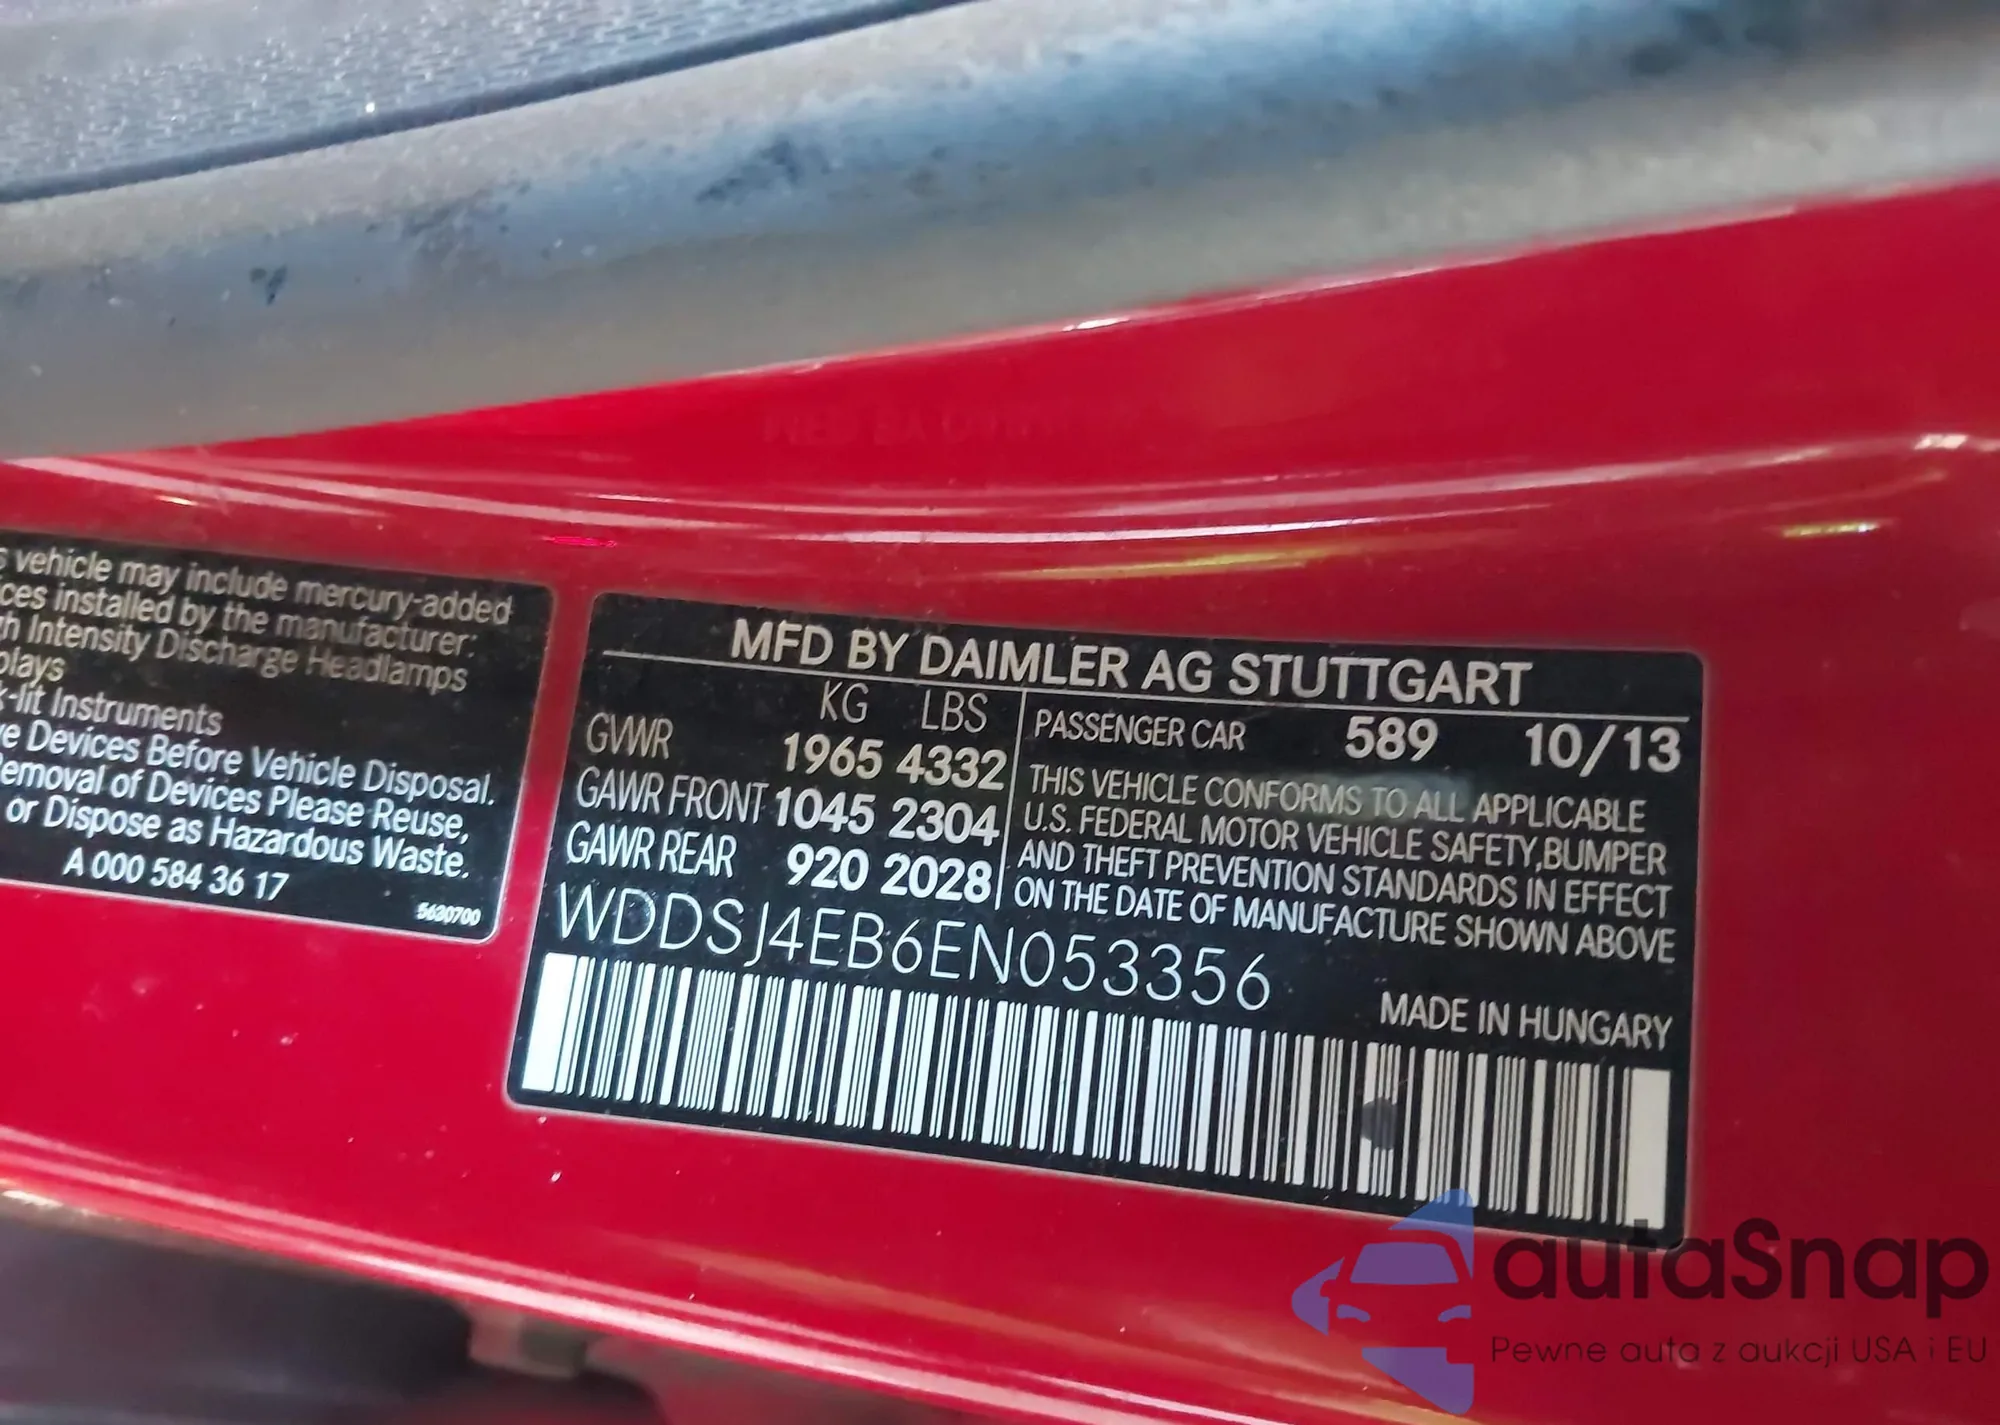 s vehicle may include mercury-added
ces installed by the manufacturer:
gh Intensity Discharge Headlamps
plays
k-lit Instruments
ve Devices Before Vehicle Disposal.
emoval of Devices Please Reuse,
or Dispose as Hazardous Waste.
A 000 584 36 17
5630700
MFD BY DAIMLER AG STUTTGART
KG LBS
GVWR 1965 4332
GAWR FRONT 1045 2304
GAWR REAR 920 2028
PASSENGER CAR 589 10/13
THIS VEHICLE CONFORMS TO ALL APPLICABLE
U.S. FEDERAL MOTOR VEHICLE SAFETY, BUMPER
AND THEFT PREVENTION STANDARDS IN EFFECT
ON THE DATE OF MANUFACTURE SHOWN ABOVE
WDDSJ4EB6EN053356
MADE IN HUNGARY
autaSnap
Pewne auta z aukcji USA i EU